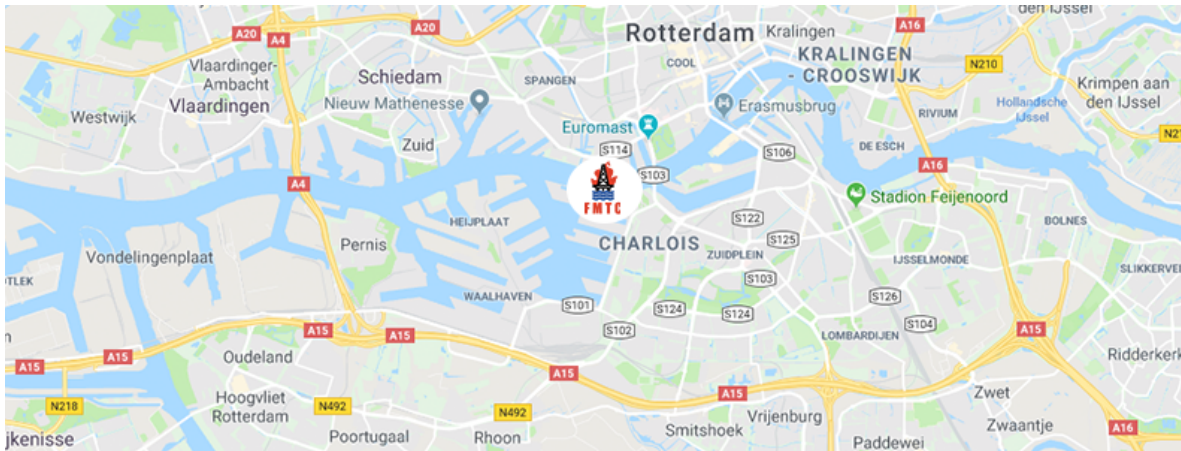 Rotterdam
Kralingen
den IJssel
A20
A4
A20
A16
COOL
KRALINGEN
- CROOSWIJK
N210
Vlaardinger-
Ambacht
Schiedam
SPANGEN
Krimpen aan
den IJssel
Vlaardingen
Nieuw Mathenesse
Erasmusbrug
Hollandsche
IJssel
Westwijk
RIVIUM
Euromast
N21
Zuid
S114
S106
DE ESCH
A16
A4
S103
FMTC
Stadion Feijenoord
HEIJPLAAT
S122
BOLNES
Pernis
CHARLOIS
S125
Vondelingenplaat
ZUIDPLEIN
IJSSELMONDE
SLIKKERVE
TLEK
S103
WAALHAVEN
S101
S124
S124
S126
S104
A15
A15
S102
LOMBARDIJEN
A15
A15
Oudeland
Ridderkerk
A15
A15
Zwet
Hoogvliet
Rotterdam
N218
N492
N492
Vrijenburg
Smitshoek
Zwaantje
A16
jkenisse
Poortugaal
Rhoon
Paddewei